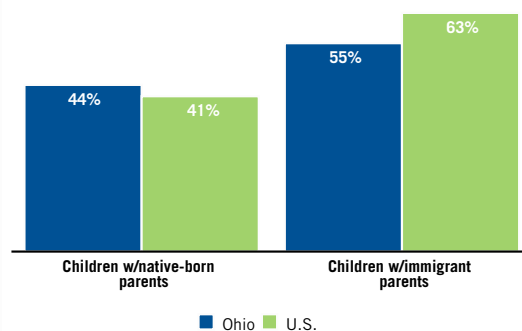 44%
41%
55%
63%
Children w/native-born
parents
Children w/immigrant
parents
Ohio U.S.